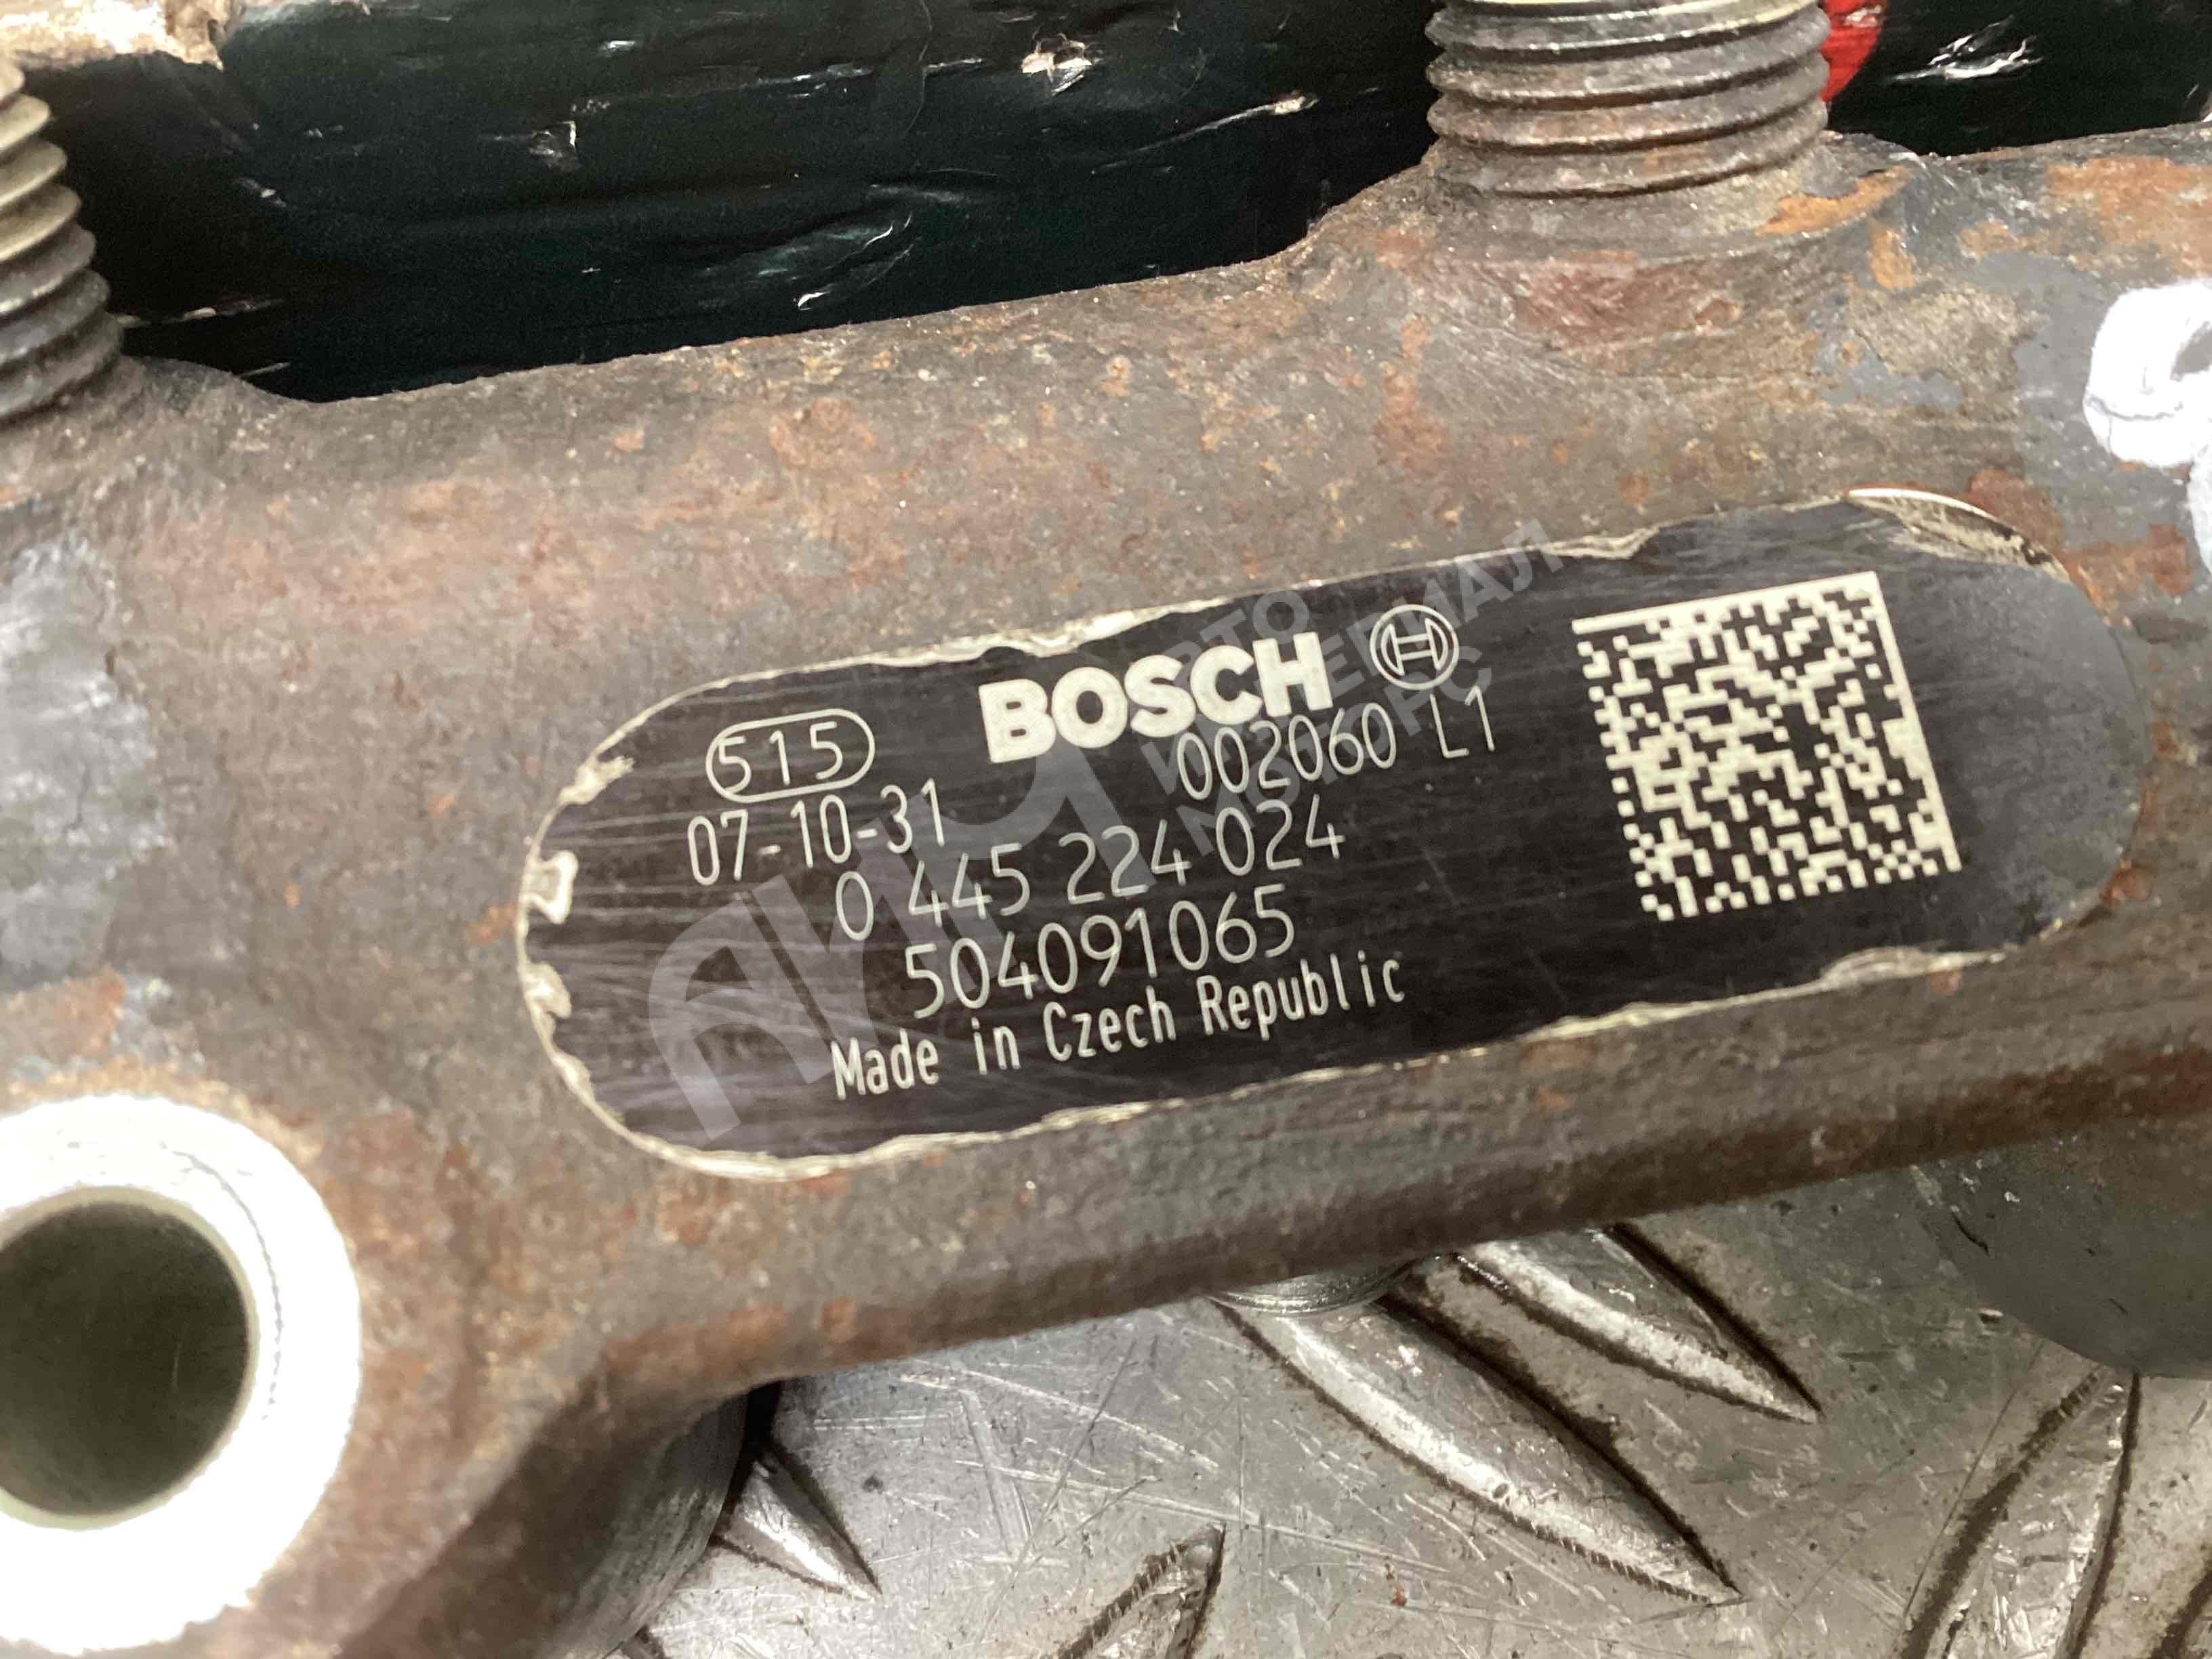 BOSCH
515
002060 L1
07-10-31
0 445 224 024
504091065
Made in Czech Republic